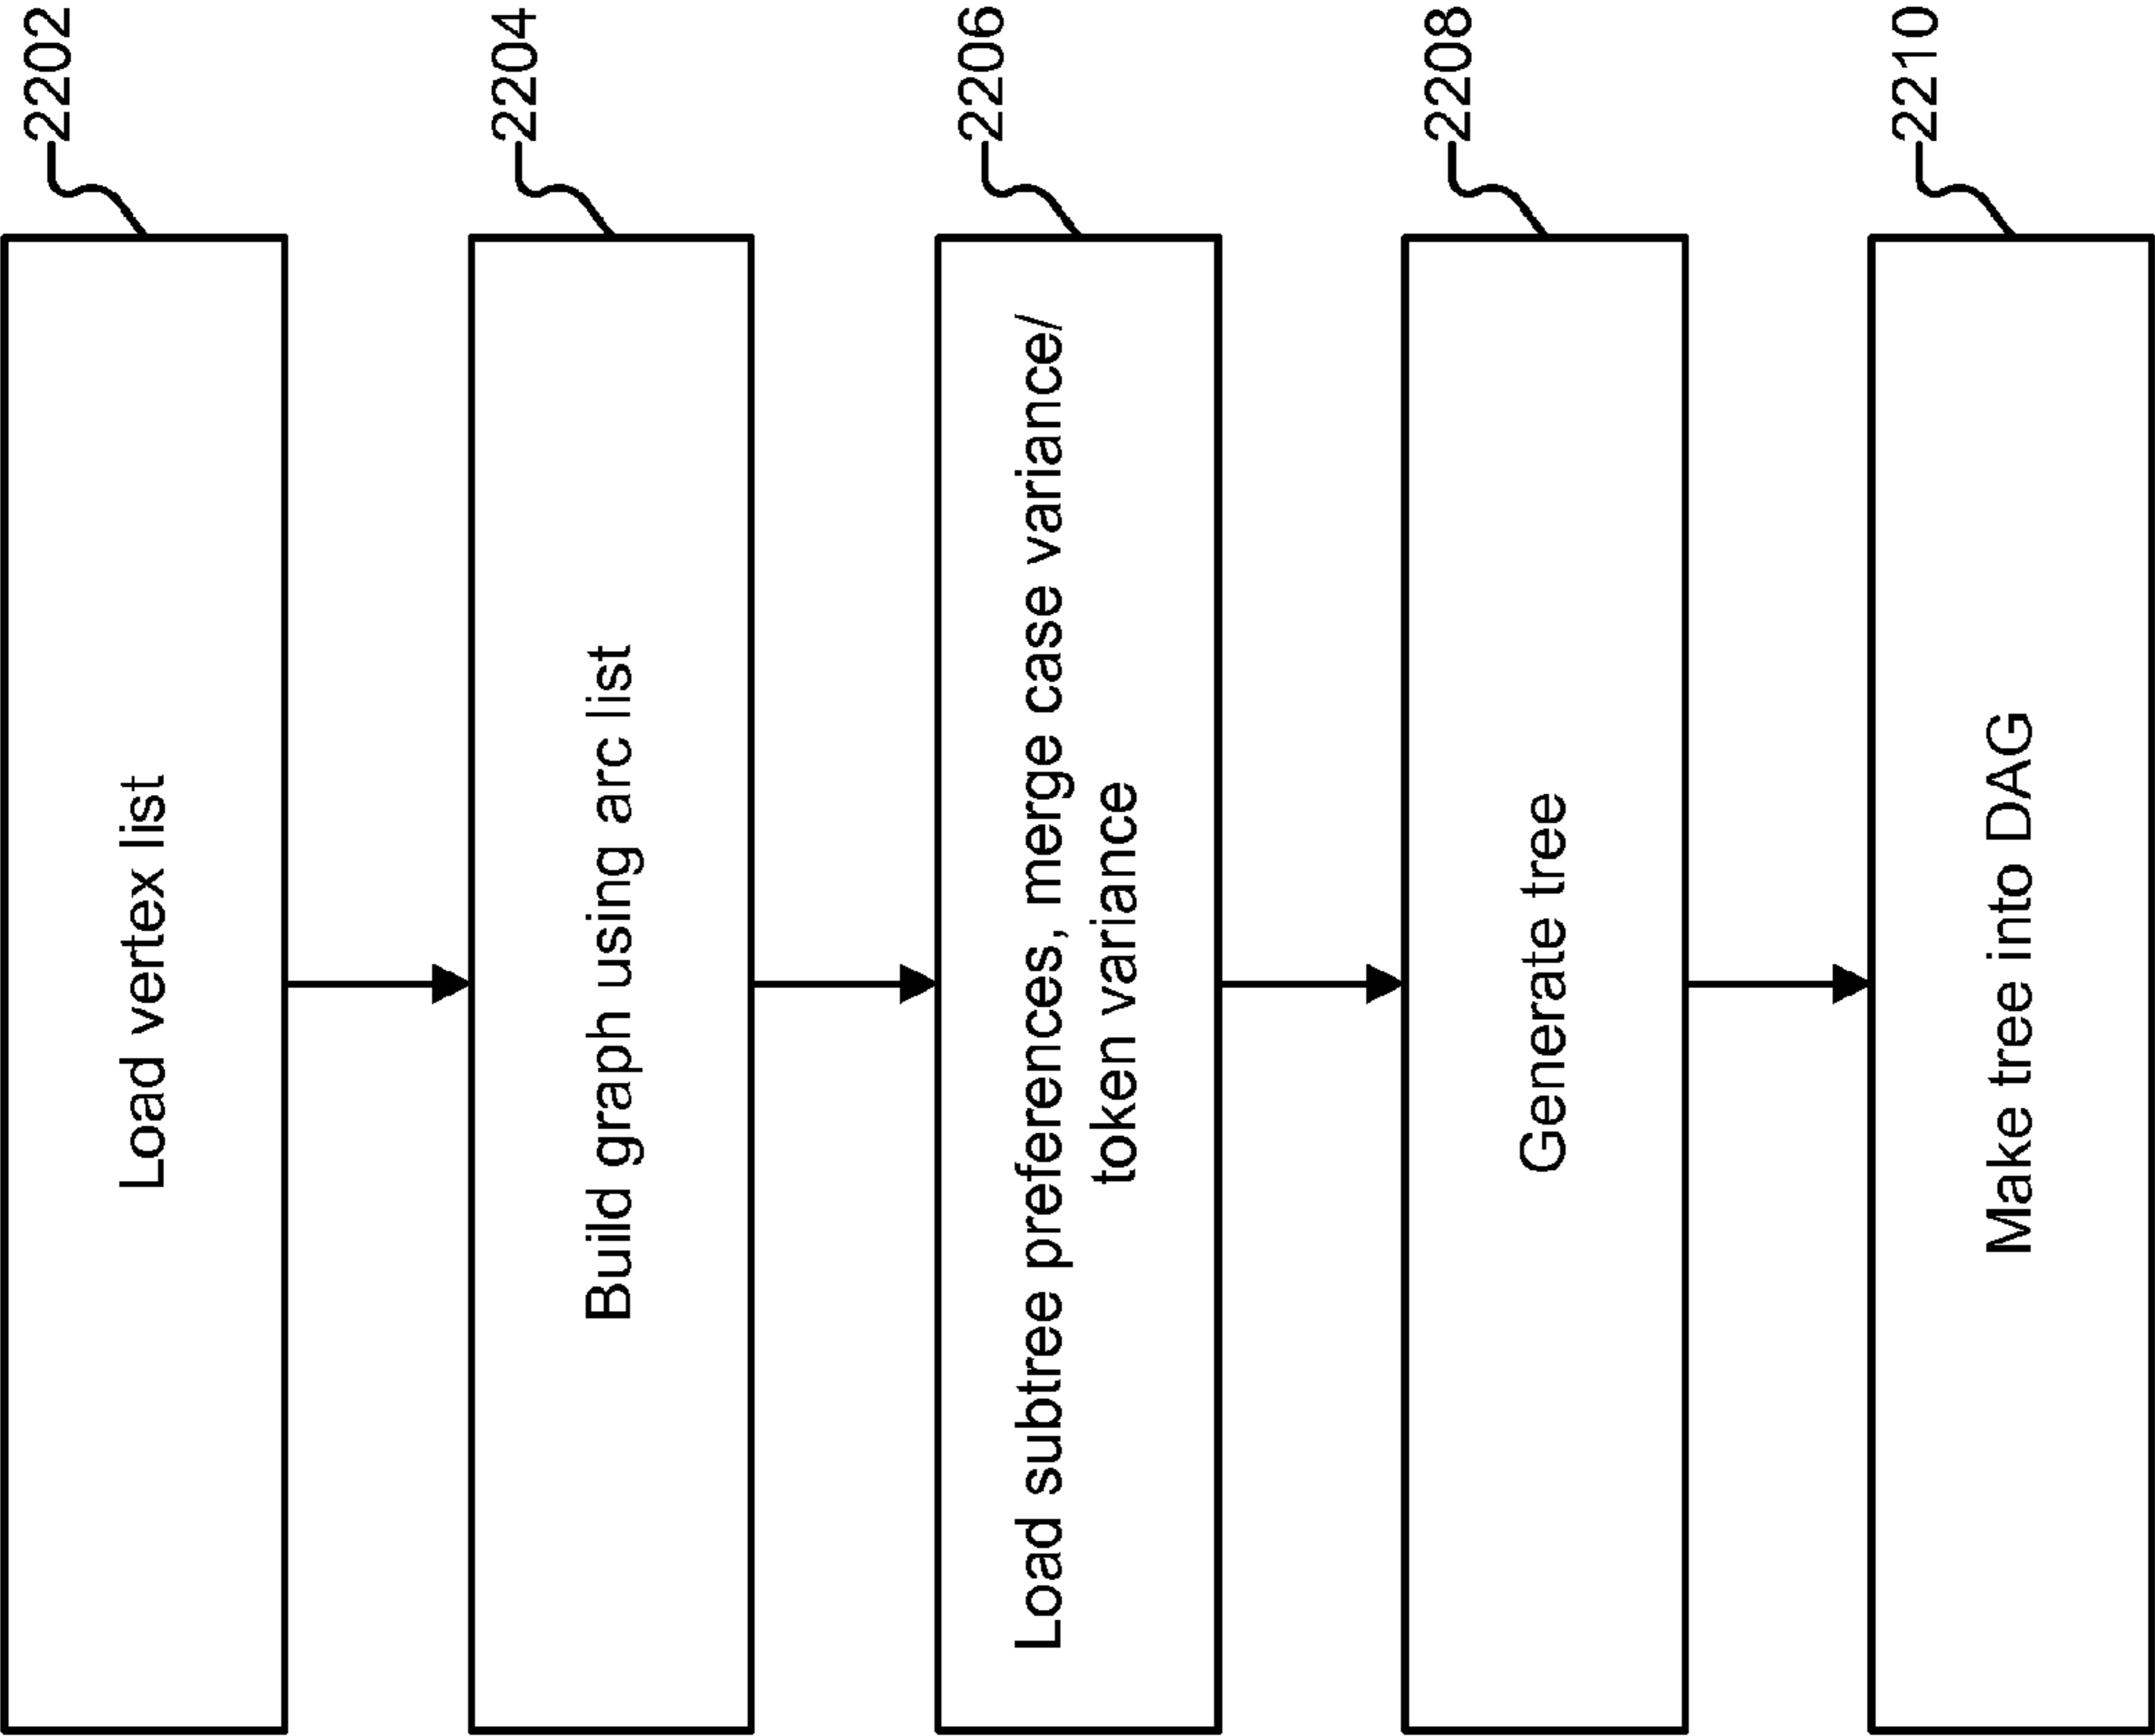 Load vertex list
2202
Build graph using arc list
2204
Load subtree preferences, merge case variance/
token variance
2206
Generate tree
2208
Make tree into DAG
2210